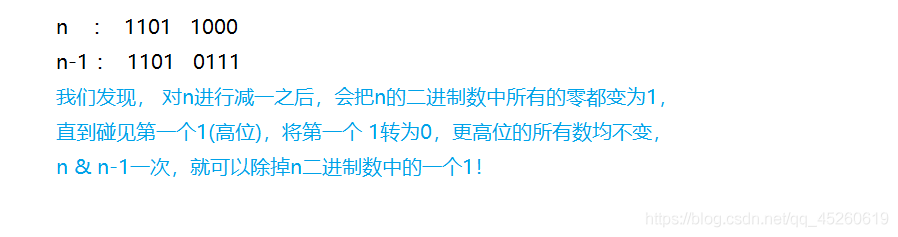 n : 1101 1000
n-1 : 1101 0111
我们发现， 对n进行减一之后，会把n的二进制数中所有的零都变为1，
直到碰见第一个1(高位)，将第一个 1转为0，更高位的所有数均不变，
n & n-1一次，就可以除掉n二进制数中的一个1！
https://blog.csdn.net/qq_45260619